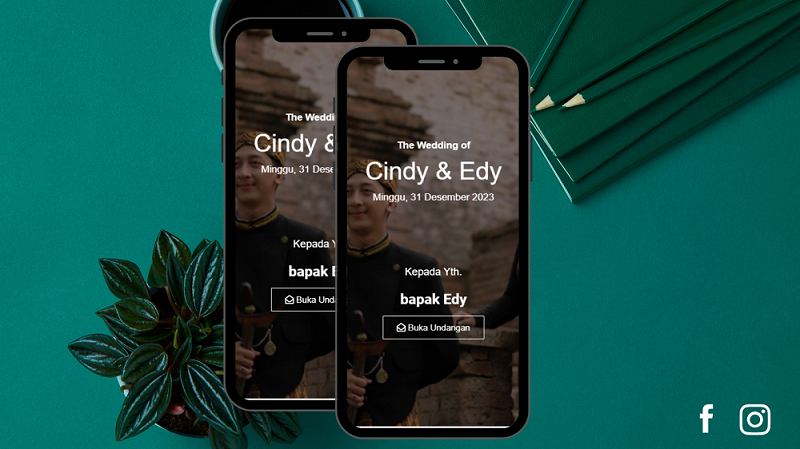 The Weddi
Cindy &
Minggu, 31 Dese
Kepada Y
bapak E
Buka Unda
The Wedding of
Cindy & Edy
Minggu, 31 Desember 2023
Kepada Yth.
bapak Edy
Buka Undangan